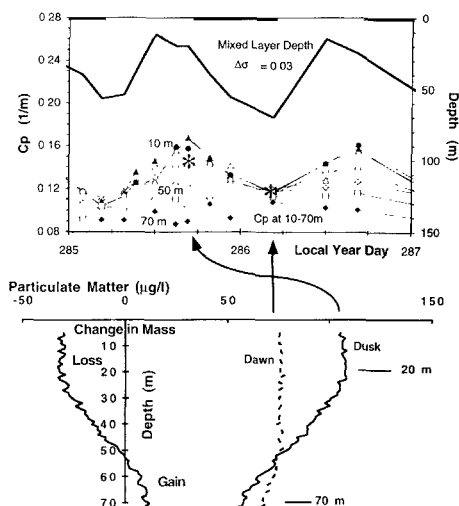 0.28
0.24
0.20
0.16
0.12
0.08
Cp (1/m)
0
50
100
150
Depth (m)
Mixed Layer Depth
Δσ = 0.03
10 m
50 m
70 m
Cp at 10-70m
285
286
Local Year Day
287
Particulate Matter (μg/l)
-50
0
50
150
Change in Mass
Loss
Gain
Depth (m)
10
20
30
40
50
60
70
Dawn
Dusk
20 m
70 m